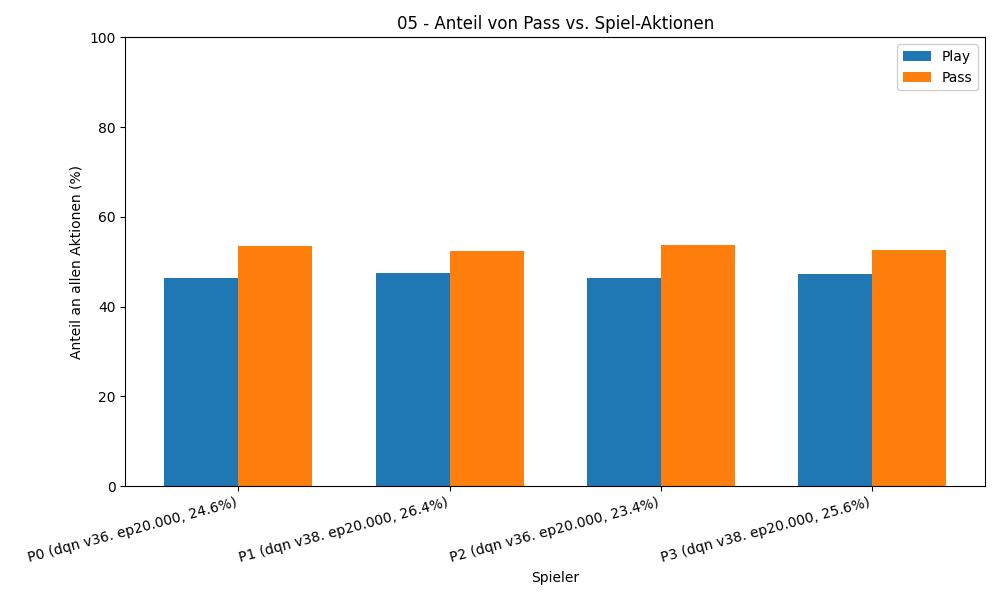 05 - Anteil von Pass vs. Spiel-Aktionen
Play
Pass
Anteil an allen Aktionen (%)
100
80
60
40
20
0
P0 (dqn v36. ep20.000, 24.6%)
P1 (dqn v38. ep20.000, 26.4%)
P2 (dqn v36. ep20.000, 23.4%)
P3 (dqn v38. ep20.000, 25.6%)
Spieler